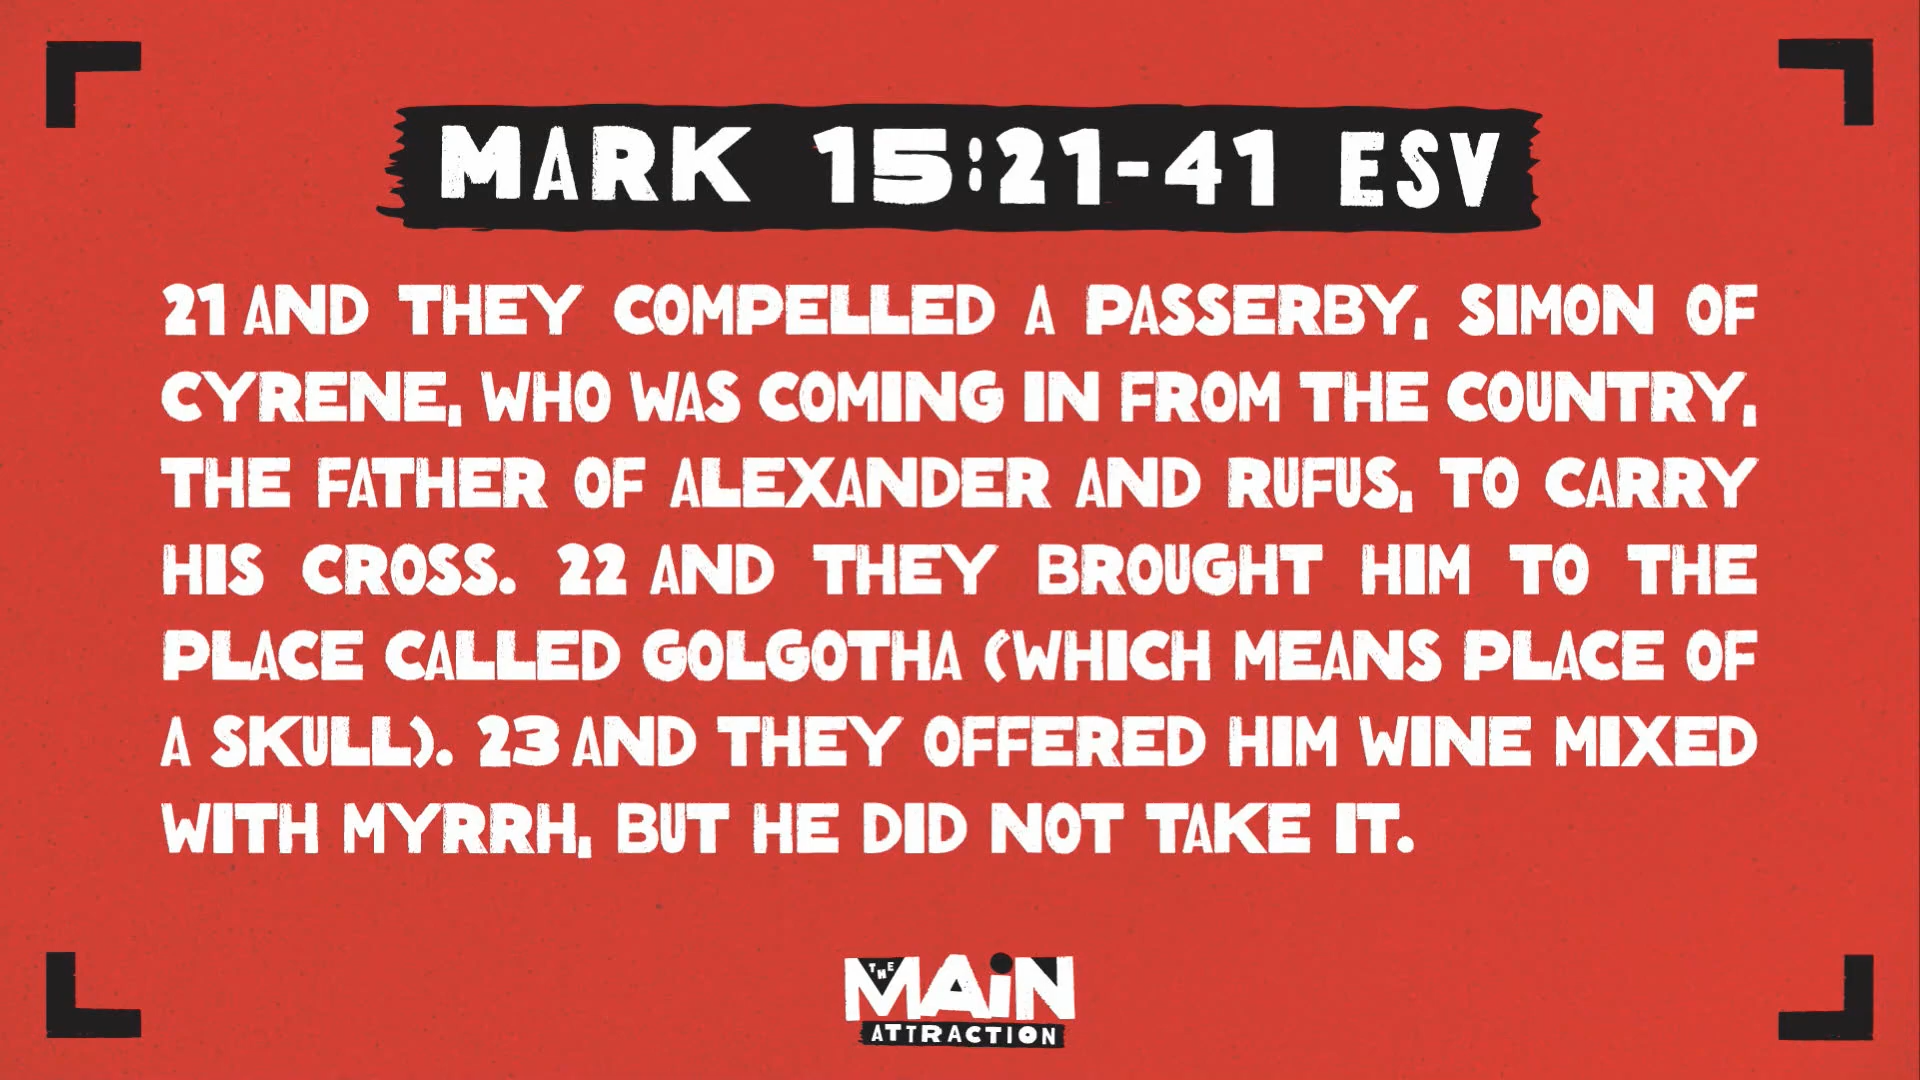 MARK 15:21-41 ESV
21 AND THEY COMPELLED A PASSERBY, SIMON OF
CYRENE, WHO WAS COMING IN FROM THE COUNTRY,
THE FATHER OF ALEXANDER AND RUFUS, TO CARRY
HIS CROSS. 22 AND THEY BROUGHT HIM TO THE
PLACE CALLED GOLGOTHA (WHICH MEANS PLACE OF
A SKULL). 23 AND THEY OFFERED HIM WINE MIXED
WITH MYRRH, BUT HE DID NOT TAKE IT.
THE
MAiN
ATTRACTION